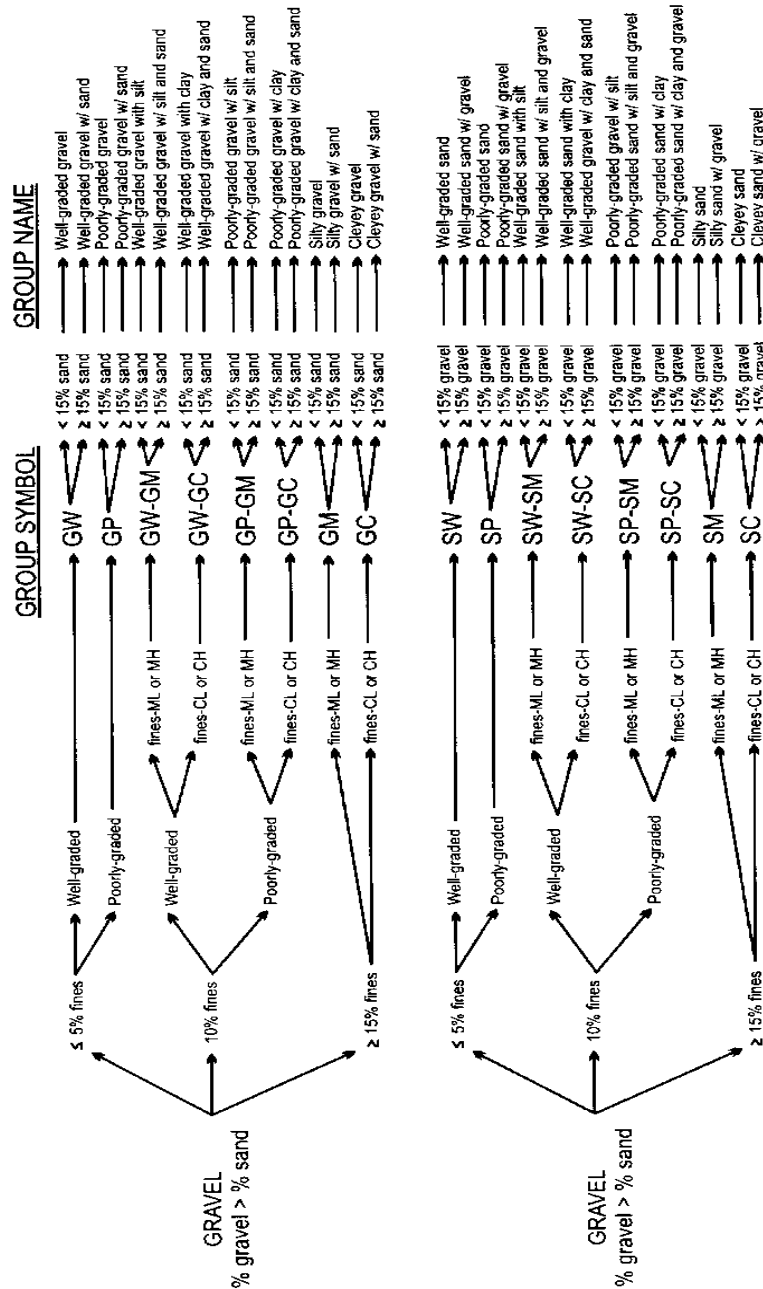 GROUP SYMBOL
GROUP NAME
GRAVEL
% gravel > % sand
≤ 5% fines
Well-graded
GW
< 15% sand
Well-graded gravel
≥ 15% sand
Well-graded gravel w/ sand
Poorly-graded
GP
< 15% sand
Poorly-graded gravel
≥ 15% sand
Poorly-graded gravel w/ sand
10% fines
Well-graded
fines-ML or MH
GW-GM
< 15% sand
Well-graded gravel with silt
≥ 15% sand
Well-graded gravel w/ silt and sand
fines-CL or CH
GW-GC
< 15% sand
Well-graded gravel with clay
≥ 15% sand
Well-graded gravel w/ clay and sand
Poorly-graded
fines-ML or MH
GP-GM
< 15% sand
Poorly-graded gravel w/ silt
≥ 15% sand
Poorly-graded gravel w/ silt and sand
fines-CL or CH
GP-GC
< 15% sand
Poorly-graded sand w/ clay
≥ 15% sand
Poorly-graded sand w/ clay and sand
≥ 15% fines
fines-ML or MH
GM
< 15% sand
Silty gravel
≥ 15% sand
Silty gravel w/ sand
fines-CL or CH
GC
< 15% sand
Cleyey gravel
≥ 15% sand
Cleyey gravel w/ sand
GRAVEL
% gravel > % sand
≤ 5% fines
Well-graded
SW
< 15% gravel
Well-graded sand
≥ 15% gravel
Well-graded sand w/ gravel
Poorly-graded
SP
< 15% gravel
Poorly-graded sand
≥ 15% gravel
Poorly-graded sand w/ gravel
10% fines
Well-graded
fines-ML or MH
SW-SM
< 15% gravel
Well-graded sand with silt
≥ 15% gravel
Well-graded sand w/ silt and gravel
fines-CL or CH
SW-SC
< 15% gravel
Well-graded sand with clay
≥ 15% gravel
Well-graded gravel w/ clay and sand
Poorly-graded
fines-ML or MH
SP-SM
< 15% gravel
Poorly-graded gravel w/ silt
≥ 15% gravel
Poorly-graded sand w/ silt and gravel
fines-CL or CH
SP-SC
< 15% gravel
Poorly-graded sand w/ clay
≥ 15% gravel
Poorly-graded sand w/ clay and gravel
≥ 15% fines
fines-ML or MH
SM
< 15% gravel
Silty sand
≥ 15% gravel
Silty sand w/ gravel
fines-CL or CH
SC
< 15% gravel
Cleyey sand
≥ 15% gravel
Cleyey sand w/ gravel